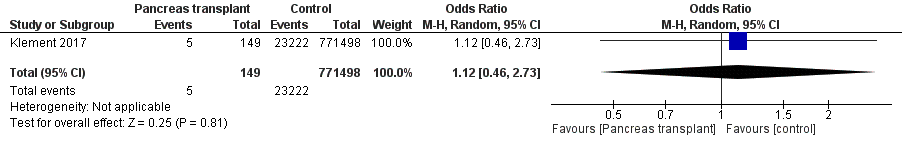 Pancreas transplant Control Odds Ratio Odds Ratio
Study or Subgroup Events Total Events Total Weight M-H, Random, 95% CI M-H, Random, 95% CI
Klement 2017 5 149 23222 771498 100.0% 1.12 [0.46, 2.73]
Total (95% CI) 149 771498 100.0% 1.12 [0.46, 2.73]
Total events 5 23222
Heterogeneity: Not applicable
Test for overall effect: Z = 0.25 (P = 0.81)
0.5 0.7 1 1.5 2
Favours [Pancreas transplant] Favours [control]